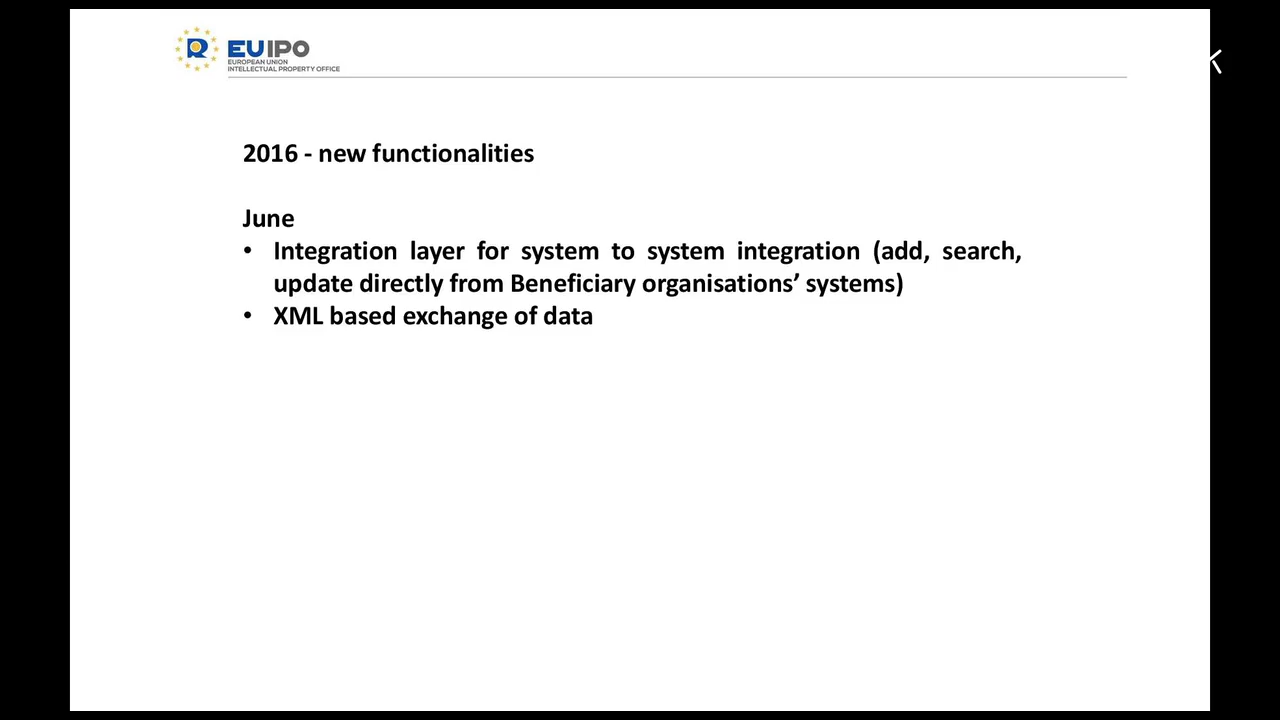 EUIPO
EUROPEAN UNION
INTELLECTUAL PROPERTY OFFICE
2016 - new functionalities
June
• Integration layer for system to system integration (add, search,
update directly from Beneficiary organisations’ systems)
• XML based exchange of data